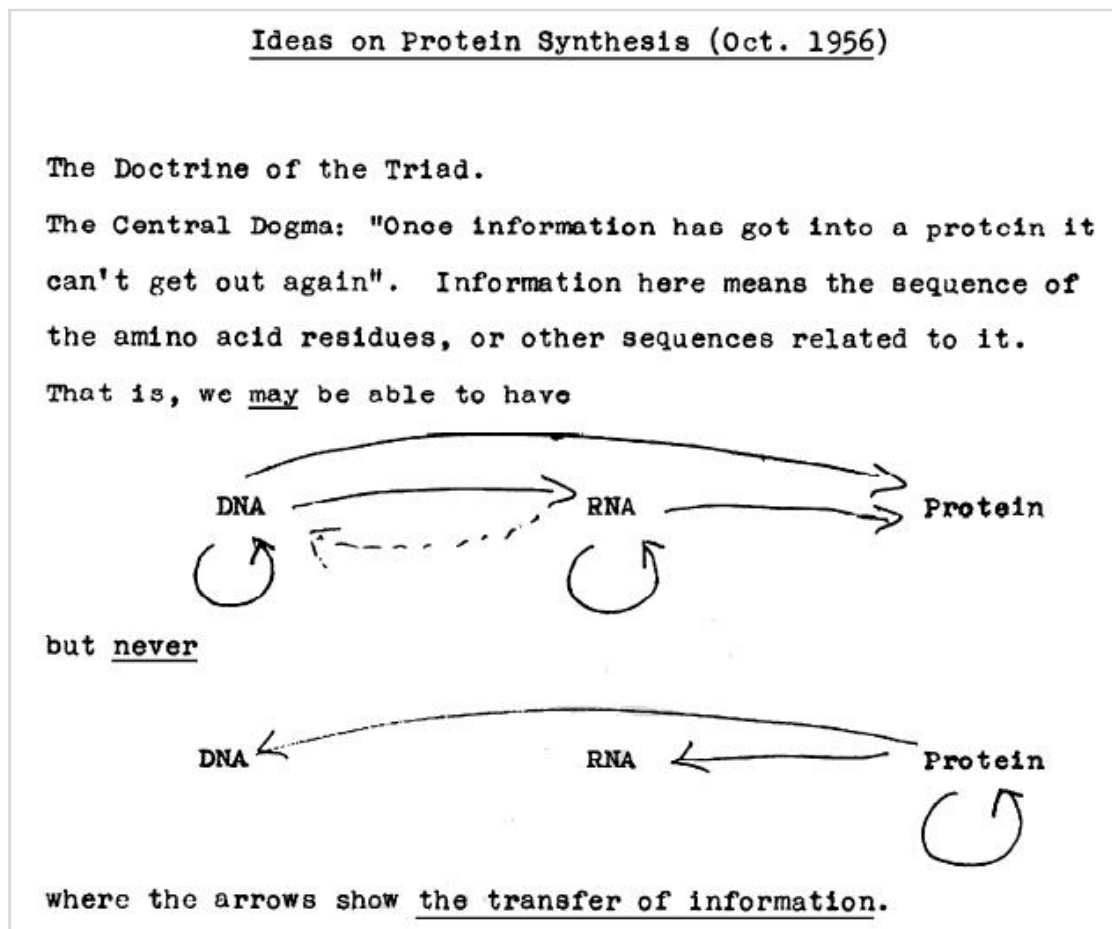 Ideas on Protein Synthesis (Oct. 1956)
The Doctrine of the Triad.
The Central Dogma: "Once information has got into a protein it
can't get out again". Information here means the sequence of
the amino acid residues, or other sequences related to it.
That is, we may be able to have
DNA RNA Protein
but never
DNA RNA Protein
where the arrows show the transfer of information.